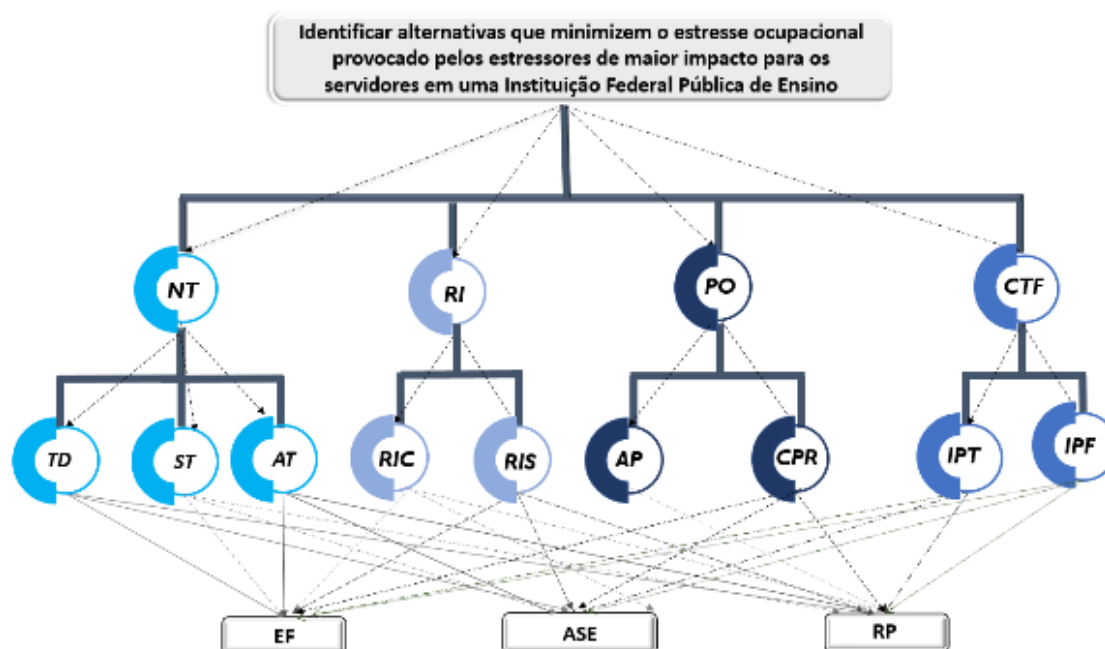 Identificar alternativas que minimizem o estresse ocupacional
provocado pelos estressores de maior impacto para os
servidores em uma Instituição Federal Pública de Ensino
NT
RI
PO
CTF
TD
ST
AT
RIC
RIS
AP
CPR
IPT
IPF
EF
ASE
RP